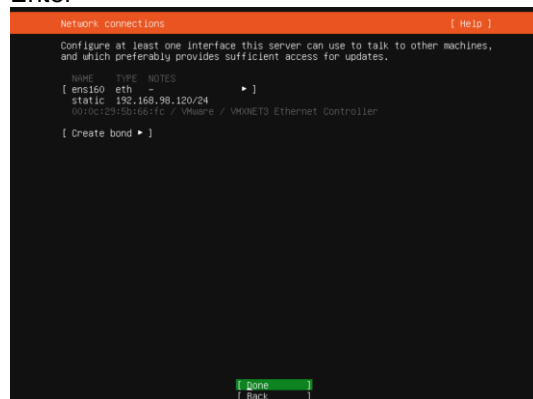 Enter
Network connections [ Help ]
Configure at least one interface this server can use to talk to other machines,
and which preferably provides sufficient access for updates.
NAME TYPE NOTES
[ ens160 eth - ▸ ]
static 192.168.98.120/24
00:0c:29:5b:66:fc / VMware / VMXNET3 Ethernet Controller
[ Create bond ▸ ]
[ Done ]
[ Back ]